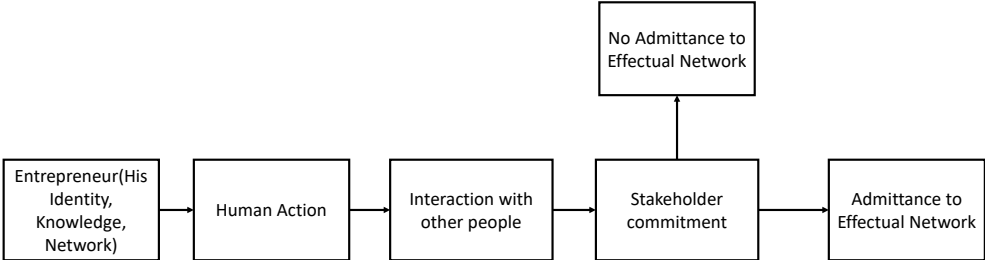 No Admittance to
Effectual Network
Entrepreneur(His
Identity,
Knowledge,
Network)
Human Action
Interaction with
other people
Stakeholder
commitment
Admittance to
Effectual Network